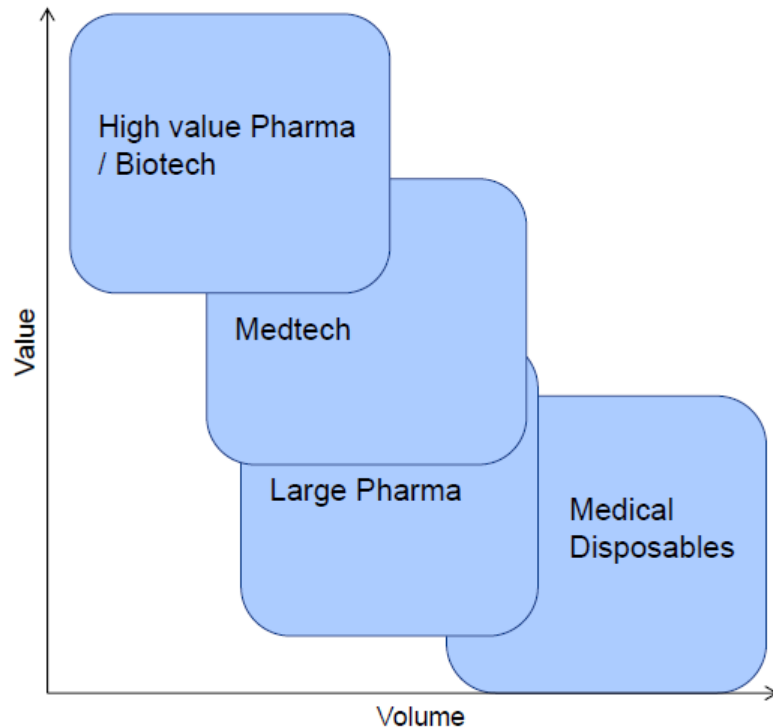 High value Pharma
/ Biotech
Medtech
Value
Large Pharma
Medical
Disposables
Volume